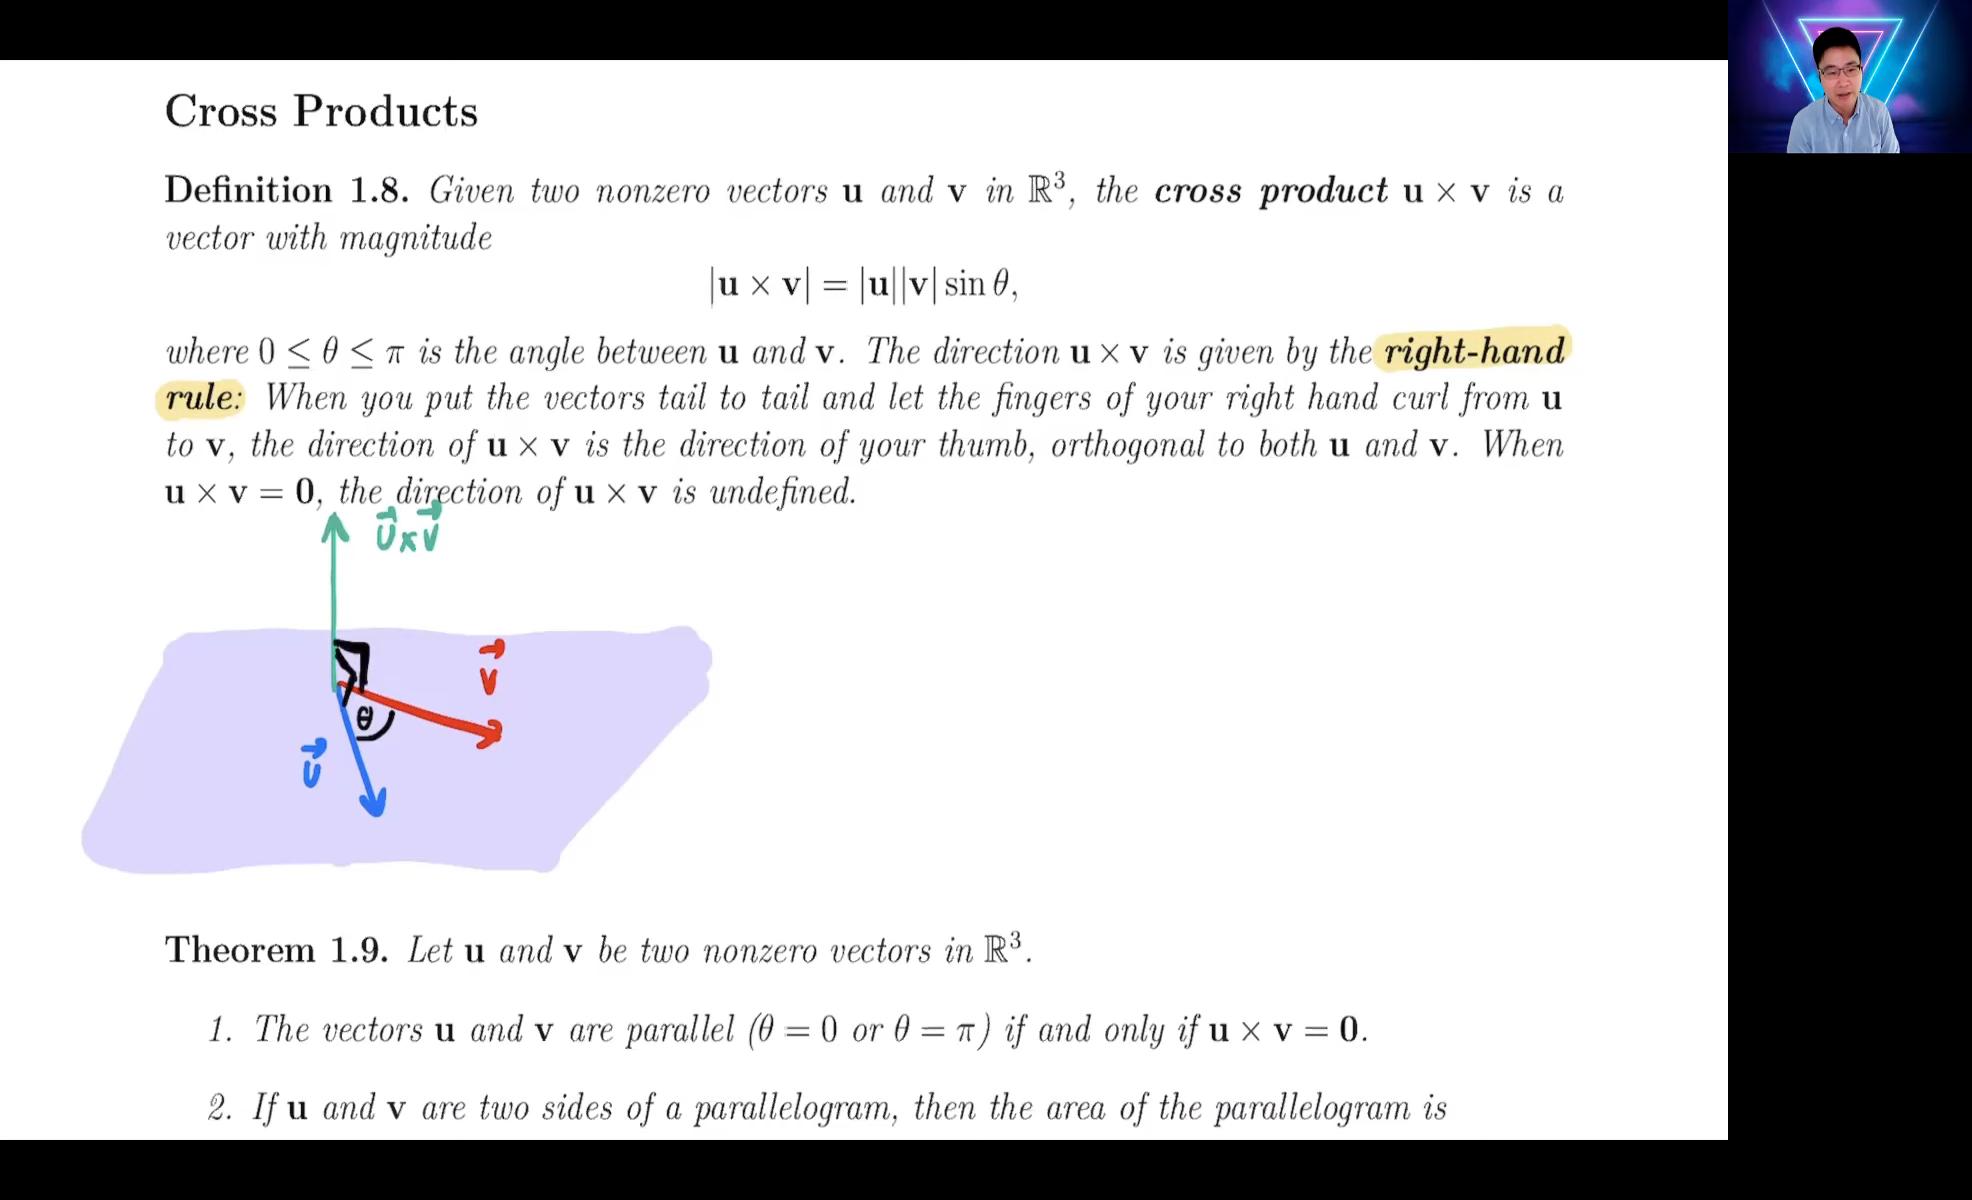 Cross Products
Definition 1.8. Given two nonzero vectors u and v in ℝ³, the cross product u × v is a
vector with magnitude
|u × v| = |u||v| sin θ,
where 0 ≤ θ ≤ π is the angle between u and v. The direction u × v is given by the right-hand
rule: When you put the vectors tail to tail and let the fingers of your right hand curl from u
to v, the direction of u × v is the direction of your thumb, orthogonal to both u and v. When
u × v = 0, the direction of u × v is undefined.
u⃗ × v⃗
v⃗
θ
u⃗
Theorem 1.9. Let u and v be two nonzero vectors in ℝ³.
1. The vectors u and v are parallel (θ = 0 or θ = π) if and only if u × v = 0.
2. If u and v are two sides of a parallelogram, then the area of the parallelogram is